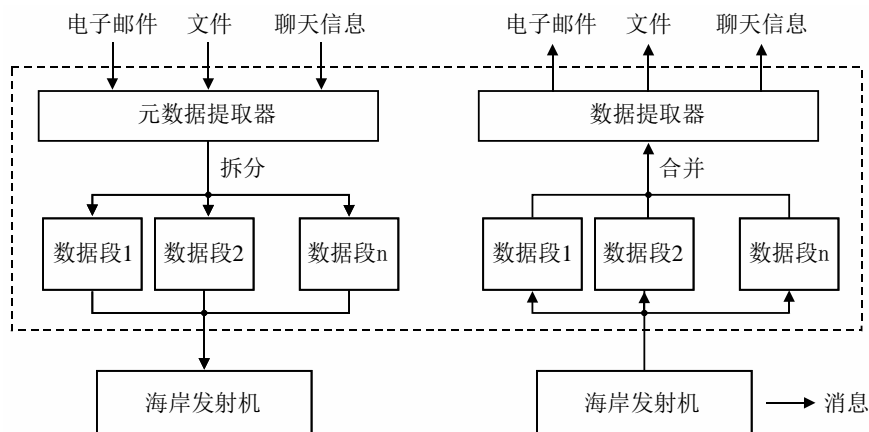 电子邮件 文件 聊天信息 电子邮件 文件 聊天信息
元数据提取器 数据提取器
拆分 合并
数据段1 数据段2 数据段n 数据段1 数据段2 数据段n
海岸发射机 海岸发射机 消息